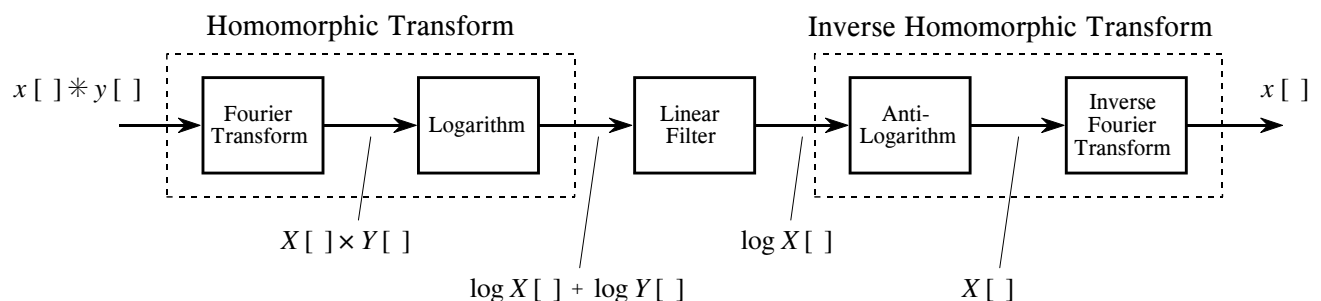 Homomorphic Transform
Inverse Homomorphic Transform
x [ ] ✳ y [ ]
Fourier
Transform
Logarithm
Linear
Filter
Anti-
Logarithm
Inverse
Fourier
Transform
x [ ]
X [ ] × Y [ ]
log X [ ]
log X [ ] + log Y [ ]
X [ ]